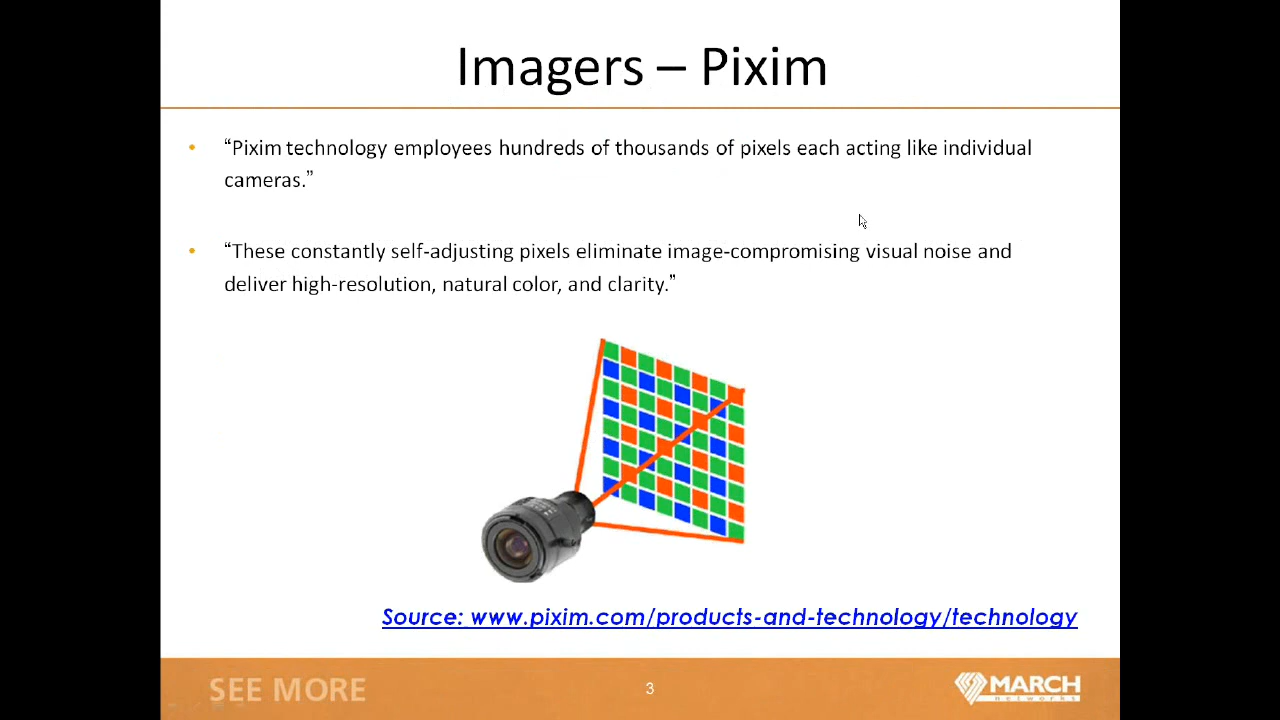 Imagers – Pixim
• “Pixim technology employees hundreds of thousands of pixels each acting like individual
cameras.”
• “These constantly self-adjusting pixels eliminate image-compromising visual noise and
deliver high-resolution, natural color, and clarity.”
Source: www.pixim.com/products-and-technology/technology
SEE MORE
3
MARCH
networks